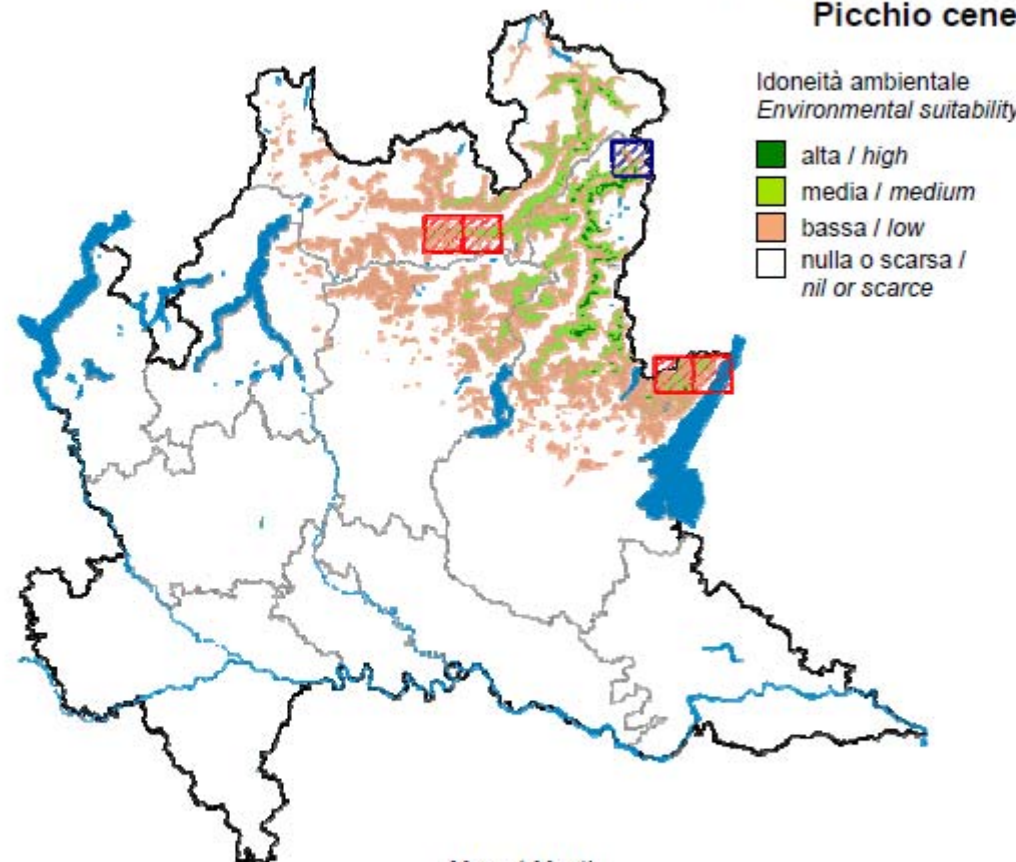 Picchio cene
Idoneità ambientale
Environmental suitability
alta / high
media / medium
bassa / low
nulla o scarsa /
nil or scarce